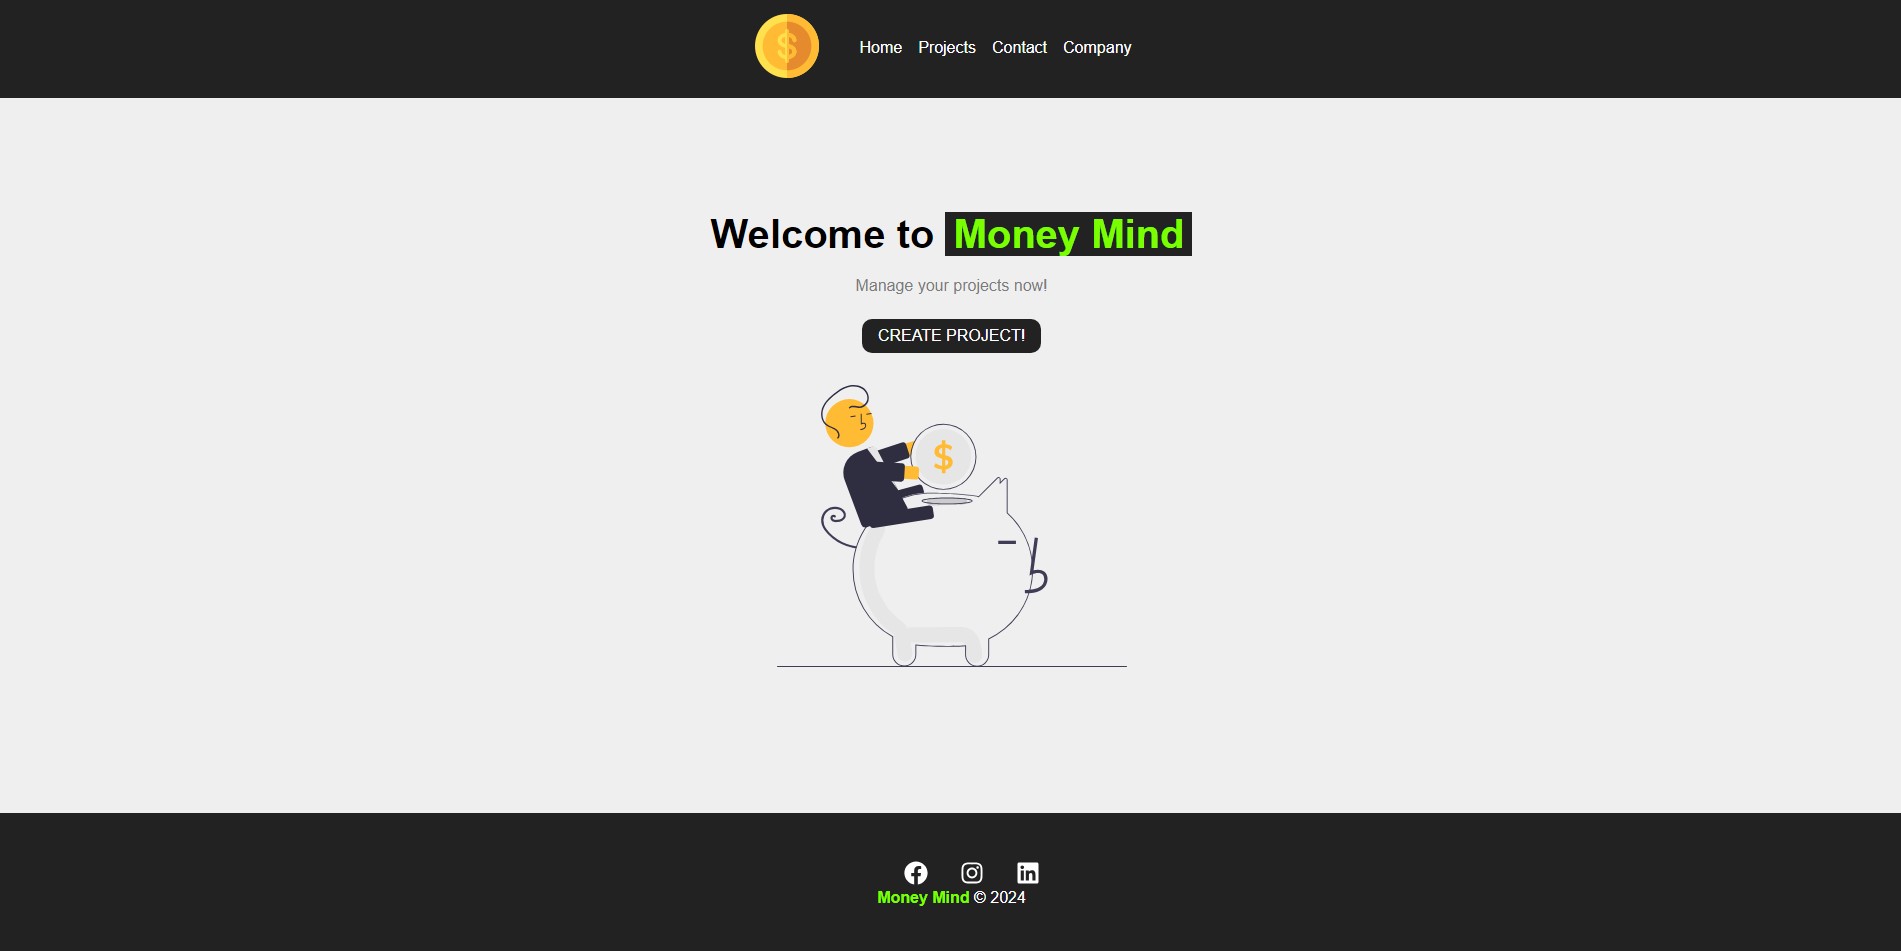 $
Home Projects Contact Company
Welcome to Money Mind
Manage your projects now!
CREATE PROJECT!
$
Money Mind © 2024